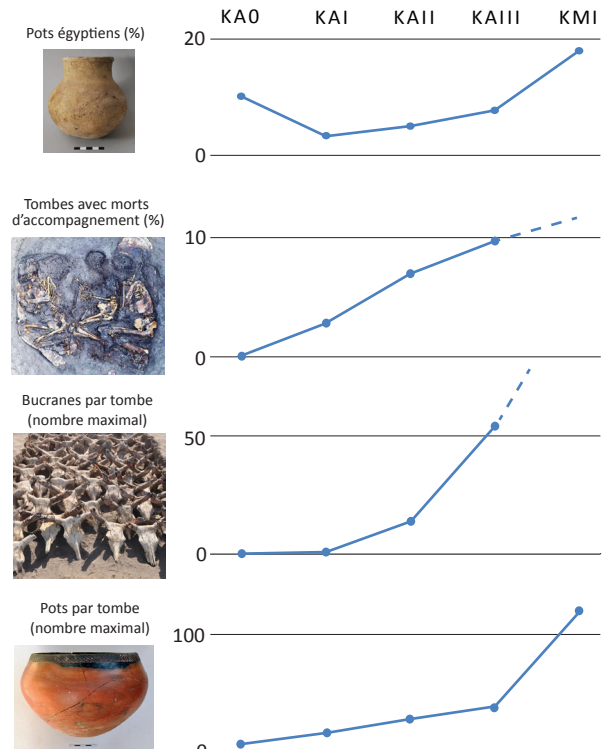 KA0 KAI KAII KAIII KMI
Pots égyptiens (%)
20
0
Tombes avec morts
d'accompagnement (%)
10
0
Bucranes par tombe
(nombre maximal)
50
0
Pots par tombe
(nombre maximal)
100
0